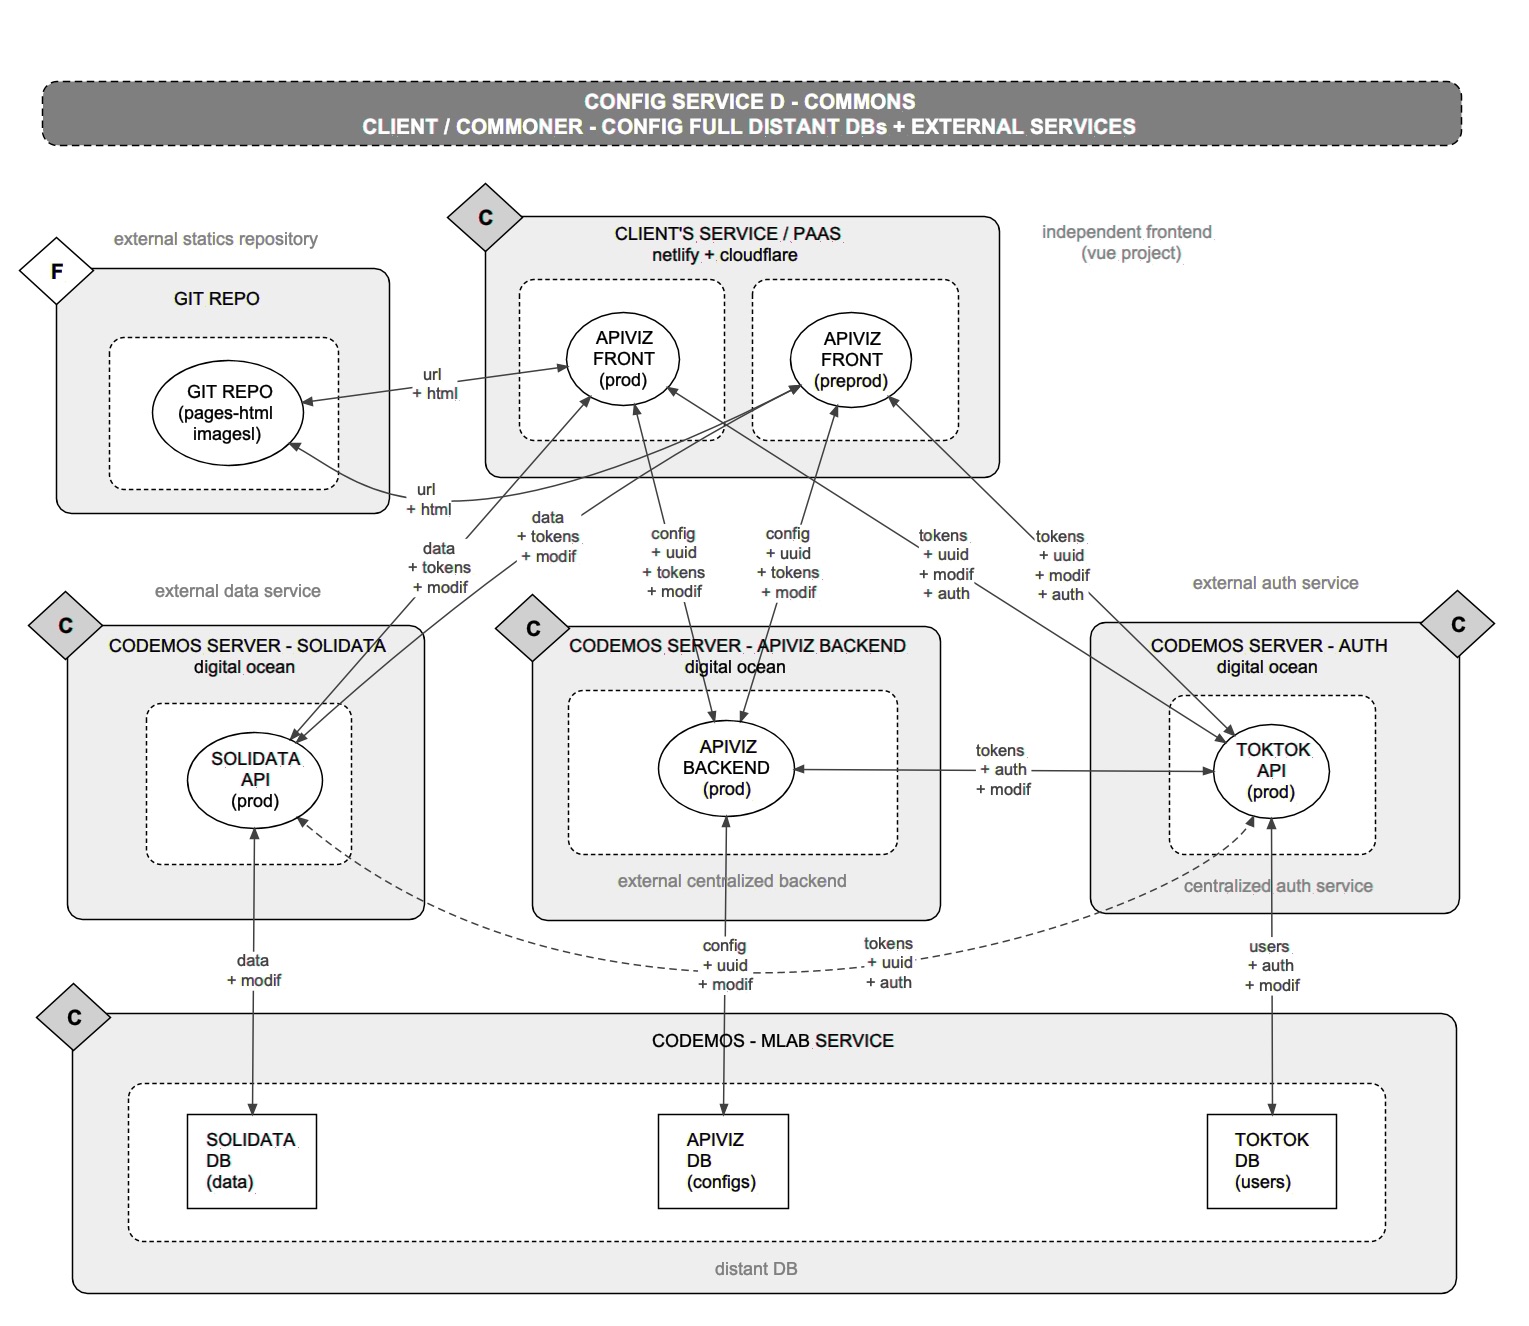 CONFIG SERVICE D - COMMONS
CLIENT / COMMONER - CONFIG FULL DISTANT DBs + EXTERNAL SERVICES
external statics repository
F
GIT REPO
GIT REPO
(pages-html
imagesl)
C
CLIENT'S SERVICE / PAAS
netlify + cloudflare
APIVIZ
FRONT
(prod)
APIVIZ
FRONT
(preprod)
independent frontend
(vue project)
url
+ html
url
+ html
data
+ tokens
+ modif
data
+ tokens
+ modif
config
+ uuid
+ tokens
+ modif
config
+ uuid
+ tokens
+ modif
tokens
+ uuid
+ modif
+ auth
tokens
+ uuid
+ modif
+ auth
external data service
C
CODEMOS SERVER - SOLIDATA
digital ocean
SOLIDATA
API
(prod)
C
CODEMOS SERVER - APIVIZ BACKEND
digital ocean
APIVIZ
BACKEND
(prod)
external centralized backend
tokens
+ auth
+ modif
external auth service
C
CODEMOS SERVER - AUTH
digital ocean
TOKTOK
API
(prod)
centralized auth service
data
+ modif
config
+ uuid
+ modif
tokens
+ uuid
+ auth
users
+ auth
+ modif
C
CODEMOS - MLAB SERVICE
SOLIDATA
DB
(data)
APIVIZ
DB
(configs)
TOKTOK
DB
(users)
distant DB